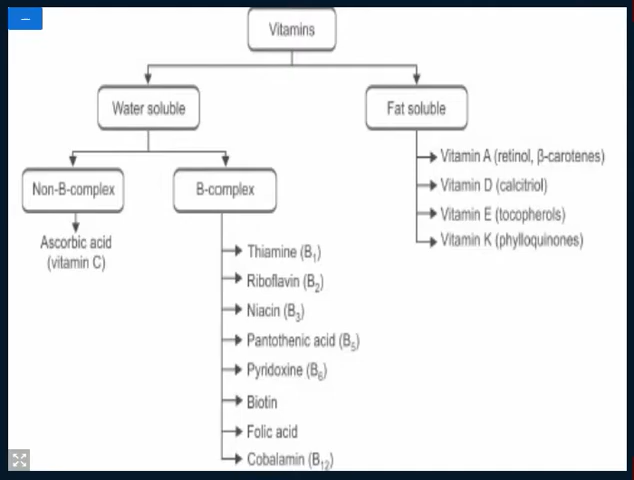 Vitamins
Water soluble
Fat soluble
Non-B-complex
B-complex
Ascorbic acid
(vitamin C)
Thiamine (B₁)
Riboflavin (B₂)
Niacin (B₃)
Pantothenic acid (B₅)
Pyridoxine (B₆)
Biotin
Folic acid
Cobalamin (B₁₂)
Vitamin A (retinol, β-carotenes)
Vitamin D (calcitriol)
Vitamin E (tocopherols)
Vitamin K (phylloquinones)